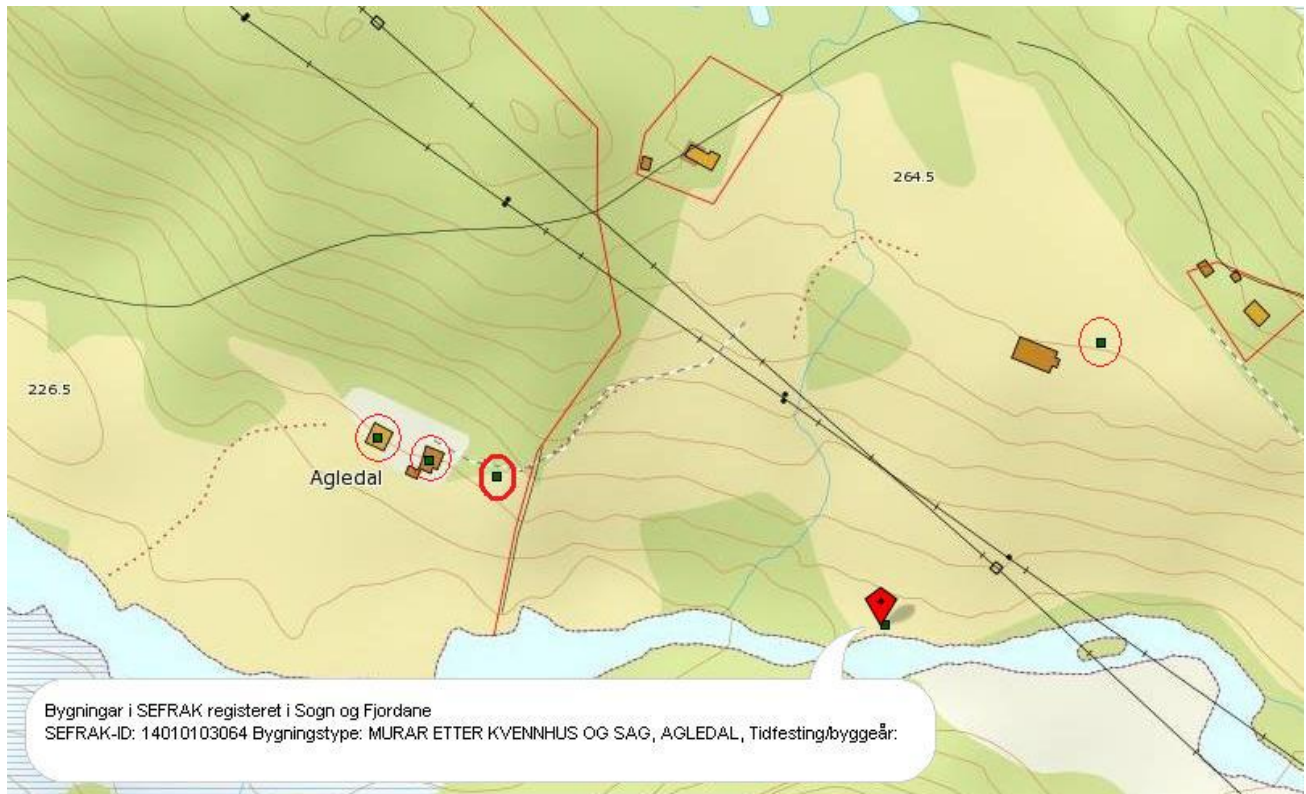 264.5
226.5
Agledal
Bygningar i SEFRAK registeret i Sogn og Fjordane
SEFRAK-ID: 14010103064 Bygningstype: MURAR ETTER KVENNHUS OG SAG, AGLEDAL, Tidfesting/byggeår: